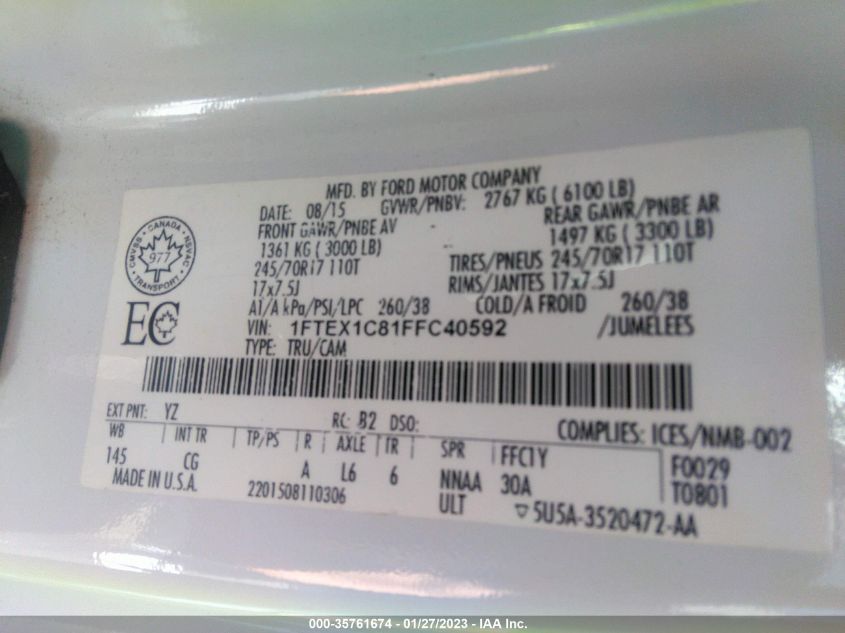 MFD. BY FORD MOTOR COMPANY
DATE: 08/15 GVWR/PNBV: 2767 KG ( 6100 LB)
FRONT GAWR/PNBE AV REAR GAWR/PNBE AR
1361 KG ( 3000 LB) 1497 KG ( 3300 LB)
245/70R17 110T TIRES/PNEUS 245/70R17 110T
17x7.5J RIMS/JANTES 17x7.5J
AT/A kPa/PSI/LPC 260/38 COLD/A FROID 260/38
VIN: 1FTEX1C81FFC40592 /JUMELEES
TYPE: TRU/CAM
CANADA
CMVSS NSVAC
977
TRANSPORT
EC
EXT PNT: YZ RC: B2 DSO: COMPLIES: ICES/NMB-002
WB INT TR TP/PS R AXLE TR SPR FFC1Y F0029
145 CG A L6 6 NNAA 30A T0801
MADE IN U.S.A. 2201508110306 ULT 5U5A-3520472-AA
000-35761674 - 01/27/2023 - IAA Inc.